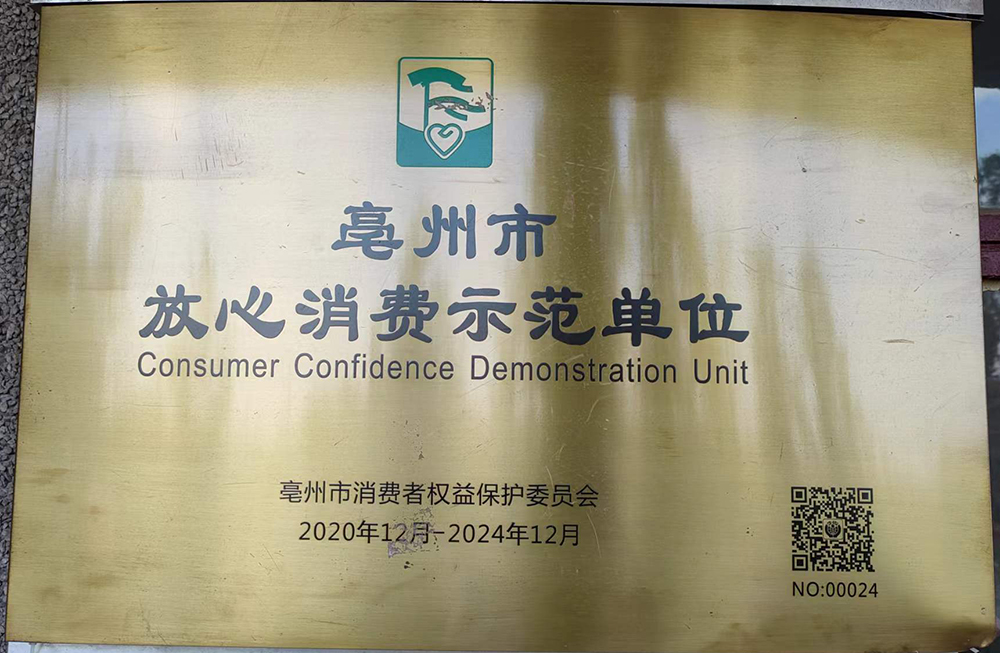 亳州市
放心消费示范单位
Consumer Confidence Demonstration Unit
亳州市消费者权益保护委员会
2020年12月-2024年12月
NO:00024